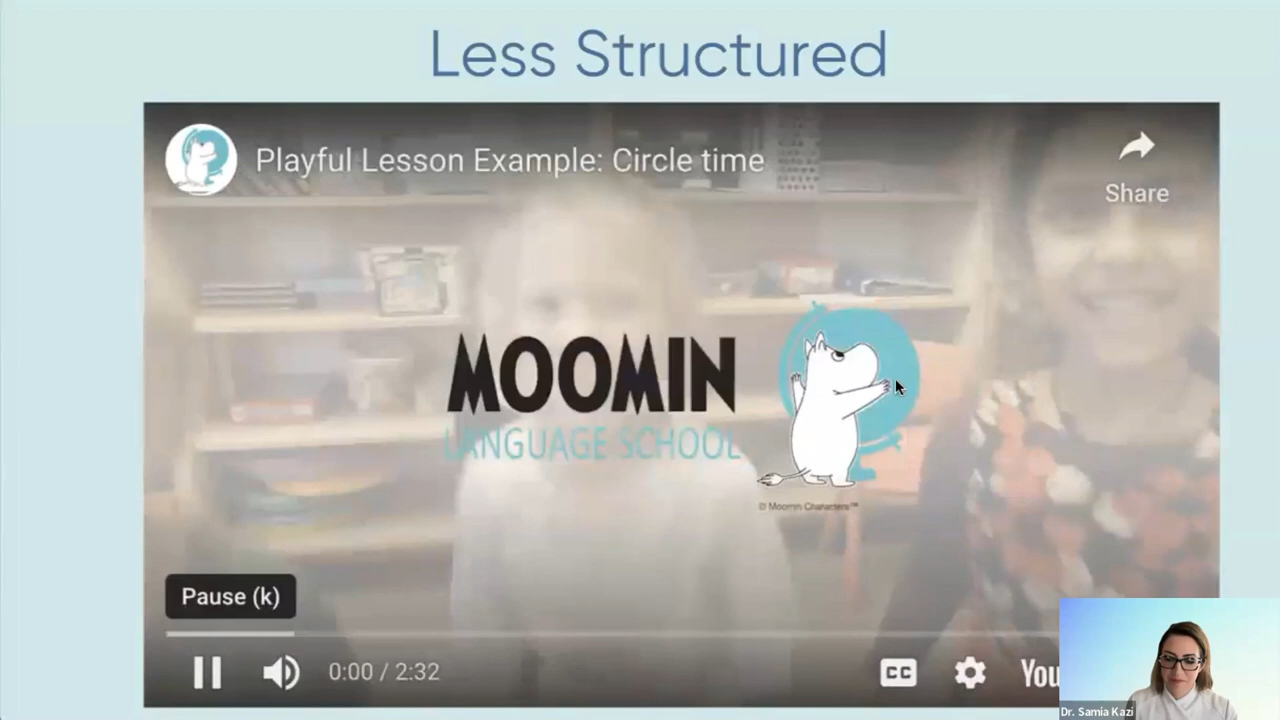 Less Structured
Playful Lesson Example: Circle time
Share
MOOMIN
LANGUAGE SCHOOL
© Moomin Characters™
Pause (k)
0:00 / 2:32
CC
You
Dr. Samia Kazi